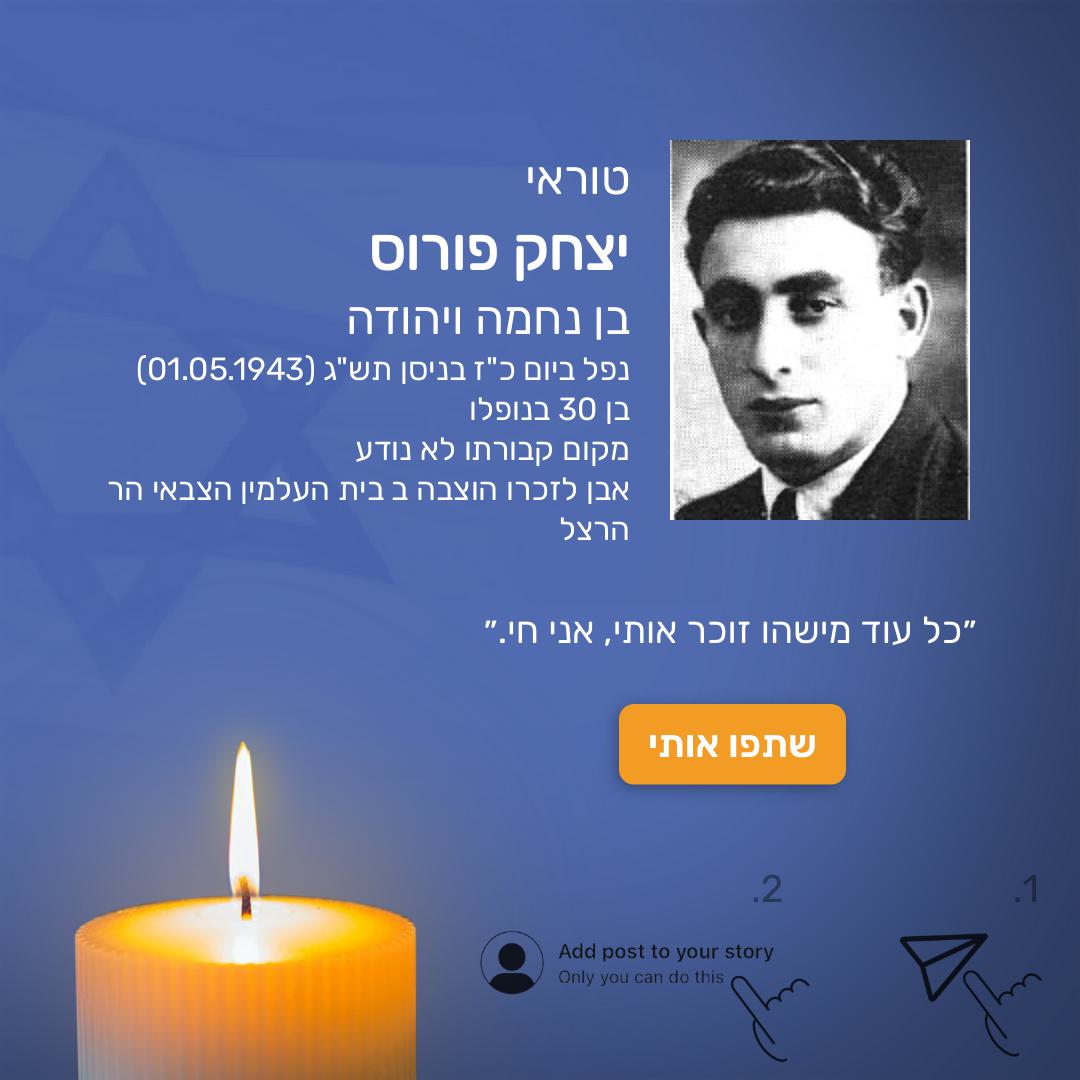 טוראי
יצחק פורוס
בן נחמה ויהודה
נפל ביום כ"ז בניסן תש"ג (01.05.1943)
בן 30 בנופלו
מקום קבורתו לא נודע
אבן לזכרו הוצבה ב בית העלמין הצבאי הר
הרצל
״כל עוד מישהו זוכר אותי, אני חי.״
שתפו אותי
1.
2.
Add post to your story
Only you can do this